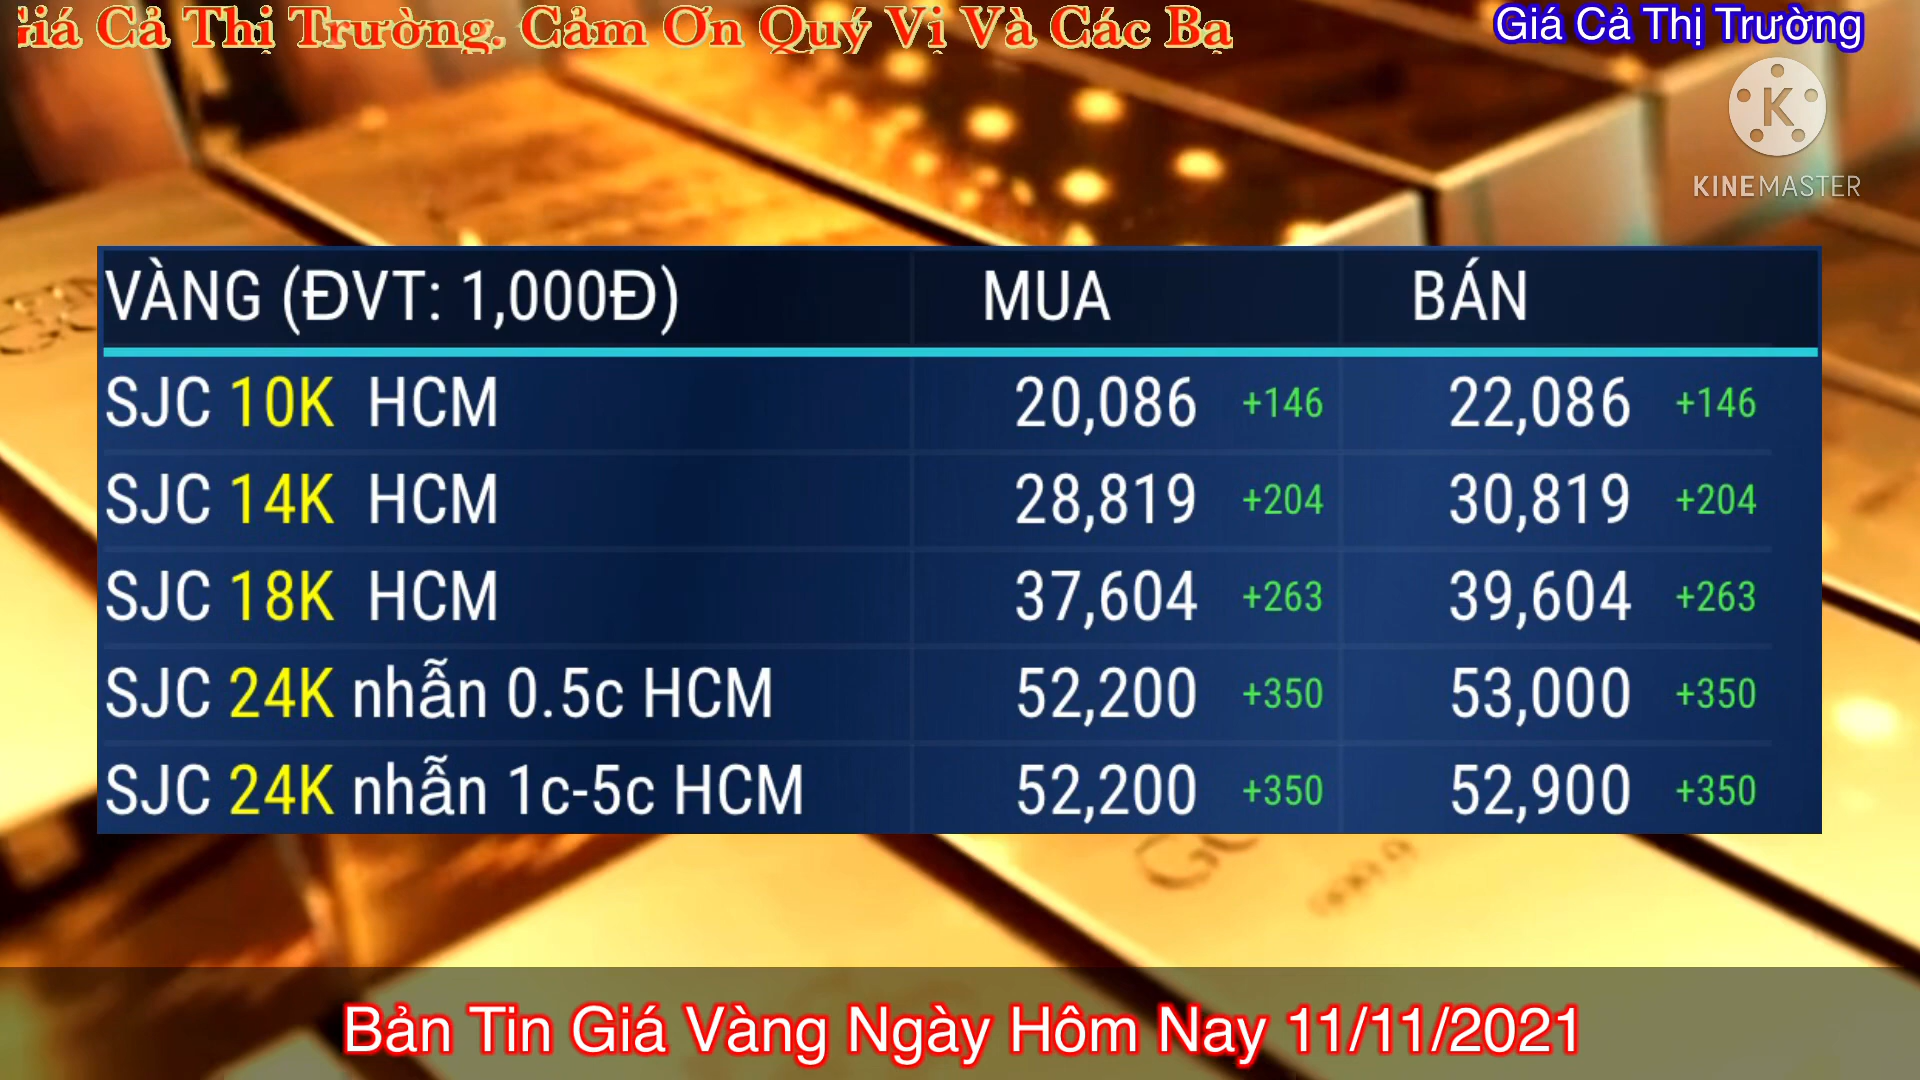 Giá Cả Thị Trường. Cảm Ơn Quý Vị Và Các Bạ
Giá Cả Thị Trường
K
KINEMASTER
VÀNG (ĐVT: 1,000Đ) MUA BÁN
SJC 10K HCM 20,086 +146 22,086 +146
SJC 14K HCM 28,819 +204 30,819 +204
SJC 18K HCM 37,604 +263 39,604 +263
SJC 24K nhẫn 0.5c HCM 52,200 +350 53,000 +350
SJC 24K nhẫn 1c-5c HCM 52,200 +350 52,900 +350
Bản Tin Giá Vàng Ngày Hôm Nay 11/11/2021